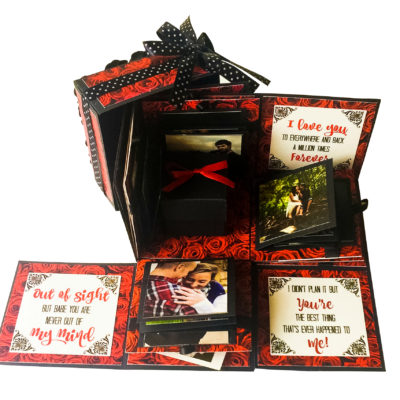 I love you
TO EVERYWHERE AND BACK
A MILLION TIMES
Forever
Out of sight
BUT BABE YOU ARE
NEVER OUT OF
My Mind
I DIDN'T PLAN IT BUT
You're
THE BEST THING
THAT'S EVER HAPPENED TO
Me!